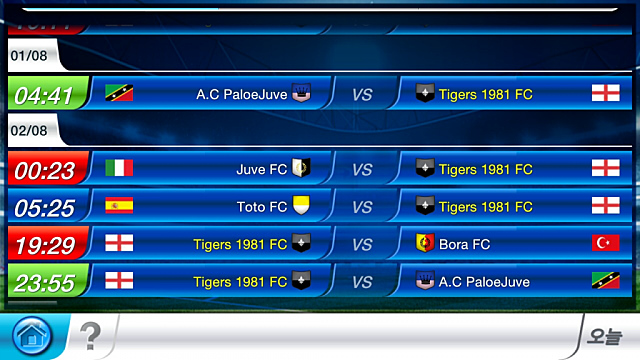 01/08
04:41 A.C PaloeJuve VS Tigers 1981 FC
02/08
00:23 Juve FC VS Tigers 1981 FC
05:25 Toto FC VS Tigers 1981 FC
19:29 Tigers 1981 FC VS Bora FC
23:55 Tigers 1981 FC VS A.C PaloeJuve
? 오늘